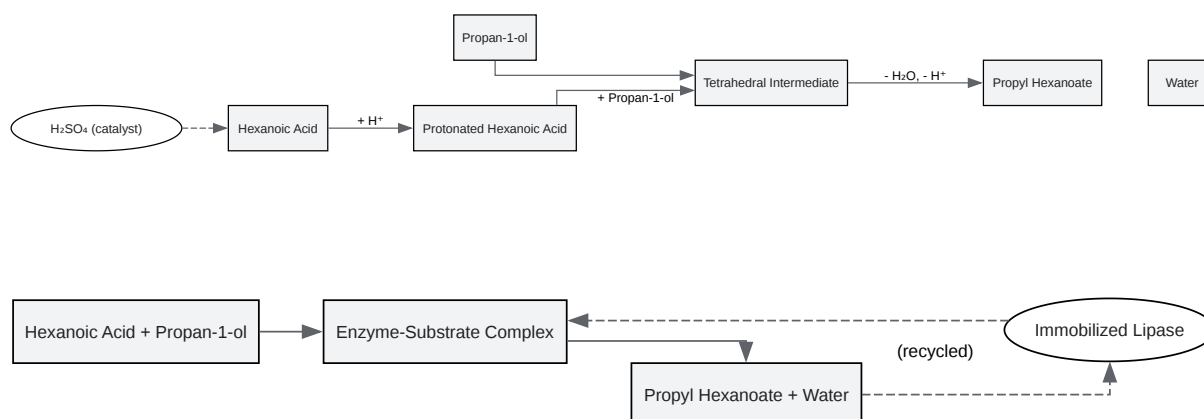 Propan-1-ol
Tetrahedral Intermediate
- H₂O, - H⁺
Propyl Hexanoate
Water
+ Propan-1-ol
H₂SO₄ (catalyst)
Hexanoic Acid
+ H⁺
Protonated Hexanoic Acid
Hexanoic Acid + Propan-1-ol
Enzyme-Substrate Complex
Immobilized Lipase
(recycled)
Propyl Hexanoate + Water